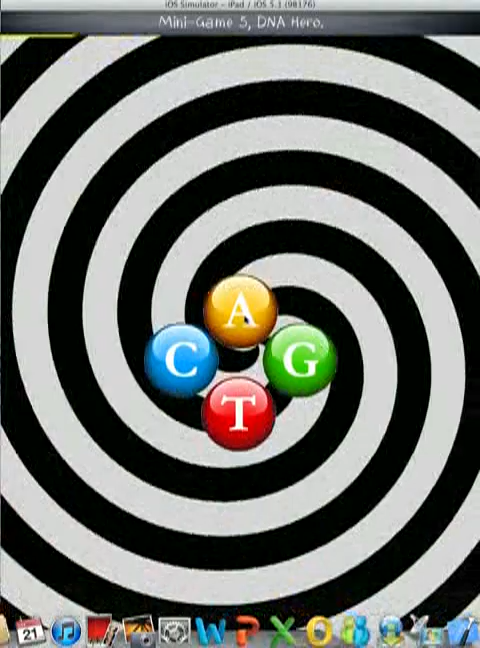 iOS Simulator - iPad / iOS 5.1 (9B176)
Mini-Game 5, DNA Hero.
A
C G
T
21